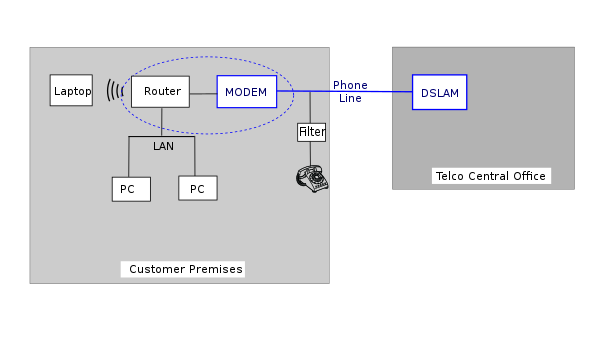 Laptop
Router
MODEM
Phone
Line
DSLAM
Filter
LAN
PC
PC
Telco Central Office
Customer Premises